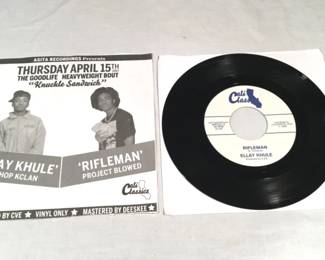 AGITA RECORDINGS Presents
THURSDAY APRIL 15TH
THE GOODLIFE HEAVYWEIGHT BOUT
"Knuckle Sandwich"
AY KHULE'
HOP KCLAN
'RIFLEMAN'
PROJECT BLOWED
Cali
Classics
D BY CVE ★ VINYL ONLY ★ MASTERED BY DEESKEE ★
Cali
Classics
RIFLEMAN
ELLAY KHULE